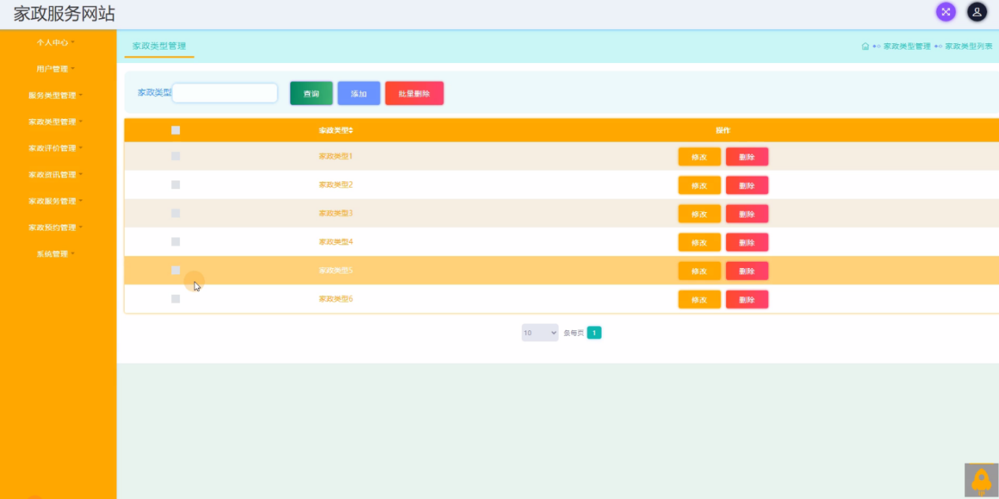 家政服务网站
个人中心
用户管理
服务类型管理
家政类型管理
家政评价管理
家政资讯管理
家政服务管理
家政预约管理
系统管理
家政类型管理
家政类型管理 家政类型列表
家政类型 查询 添加 批量删除
家政类型 操作
家政类型1 修改 删除
家政类型2 修改 删除
家政类型3 修改 删除
家政类型4 修改 删除
家政类型5 修改 删除
家政类型6 修改 删除
10 条每页 1